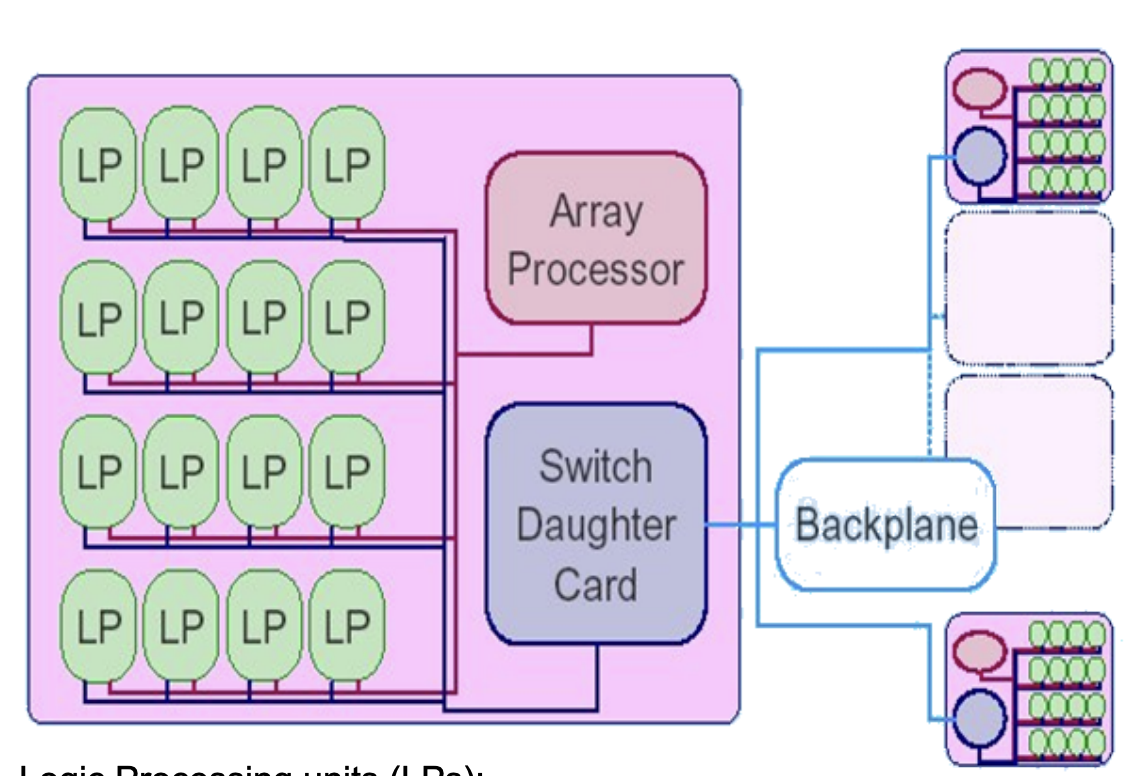 LP LP LP LP
Array
Processor
LP LP LP LP
LP LP LP LP
Switch
Daughter
Card
Backplane
LP LP LP LP
Logic Processing units (LPs):